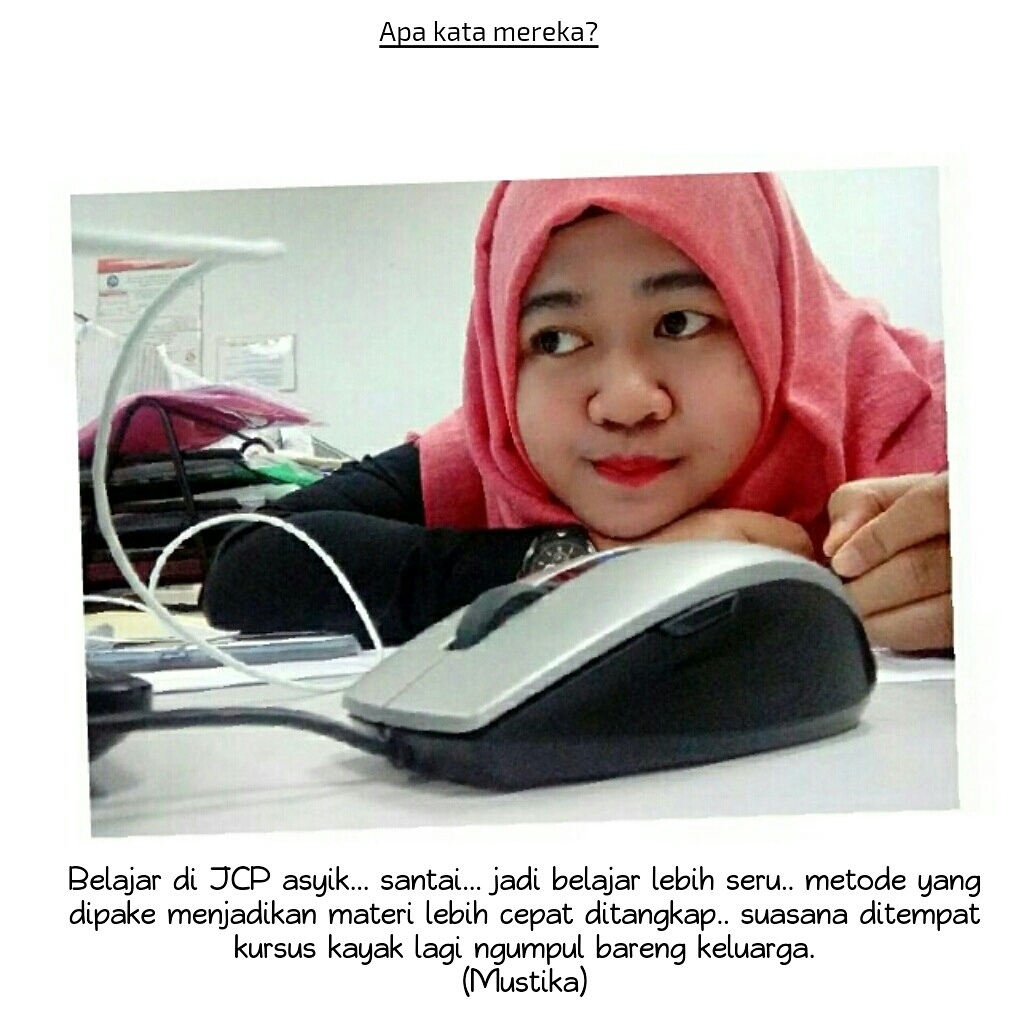 Apa kata mereka?
Belajar di JCP asyik... santai... jadi belajar lebih seru.. metode yang
dipake menjadikan materi lebih cepat ditangkap.. suasana ditempat
kursus kayak lagi ngumpul bareng keluarga.
(Mustika)